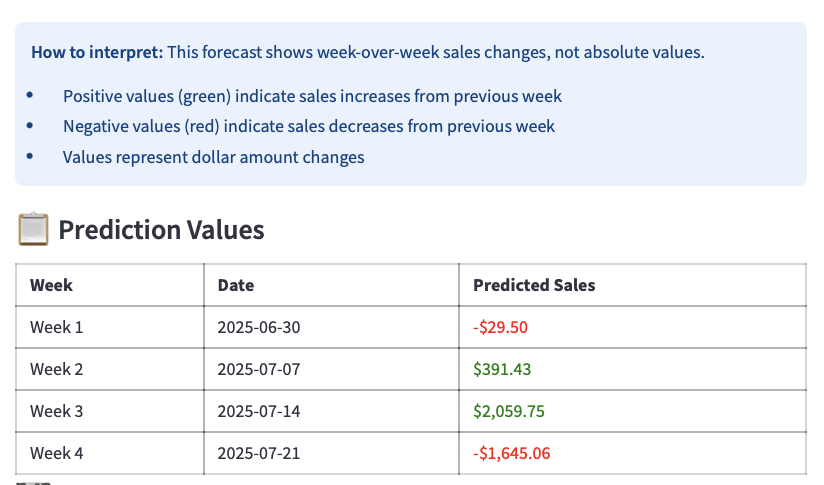 How to interpret: This forecast shows week-over-week sales changes, not absolute values.
• Positive values (green) indicate sales increases from previous week
• Negative values (red) indicate sales decreases from previous week
• Values represent dollar amount changes
Prediction Values
Week Date Predicted Sales
Week 1 2025-06-30 -$29.50
Week 2 2025-07-07 $391.43
Week 3 2025-07-14 $2,059.75
Week 4 2025-07-21 -$1,645.06